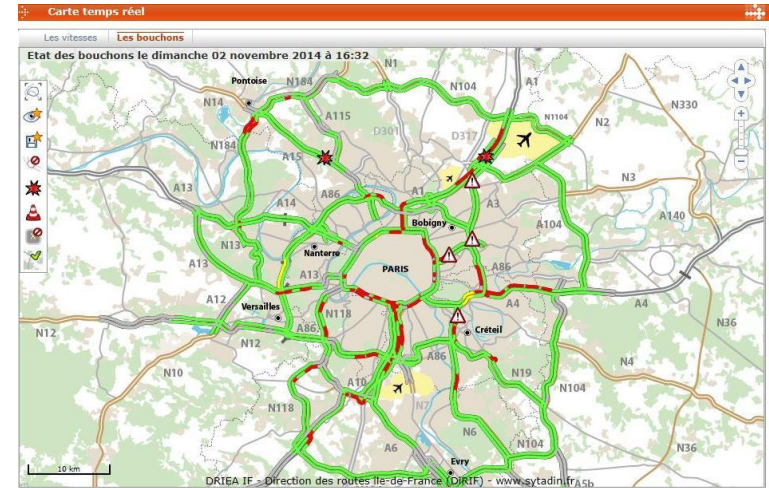 Carte temps réel
Les vitesses
Les bouchons
Etat des bouchons le dimanche 02 novembre 2014 à 16:32
N1
Pontoise
N184
N104
A1
N14
A115
N330
N1104
D301
D317
N2
N184
A15
N3
A13
A86
A1
A3
A14
A140
Bobigny
A104
N13
Nanterre
A13
A13
PARIS
A86
A12
A4
A4
Versailles
N118
N36
N12
A86
Créteil
N12
A86
N4
N10
A10
N19
N104
N118
N7
A6
N6
N104
N36
Evry
10 km
DRIEA IF - Direction des routes Ile-de-France (DiRIF) - www.sytadin.fr
A5b